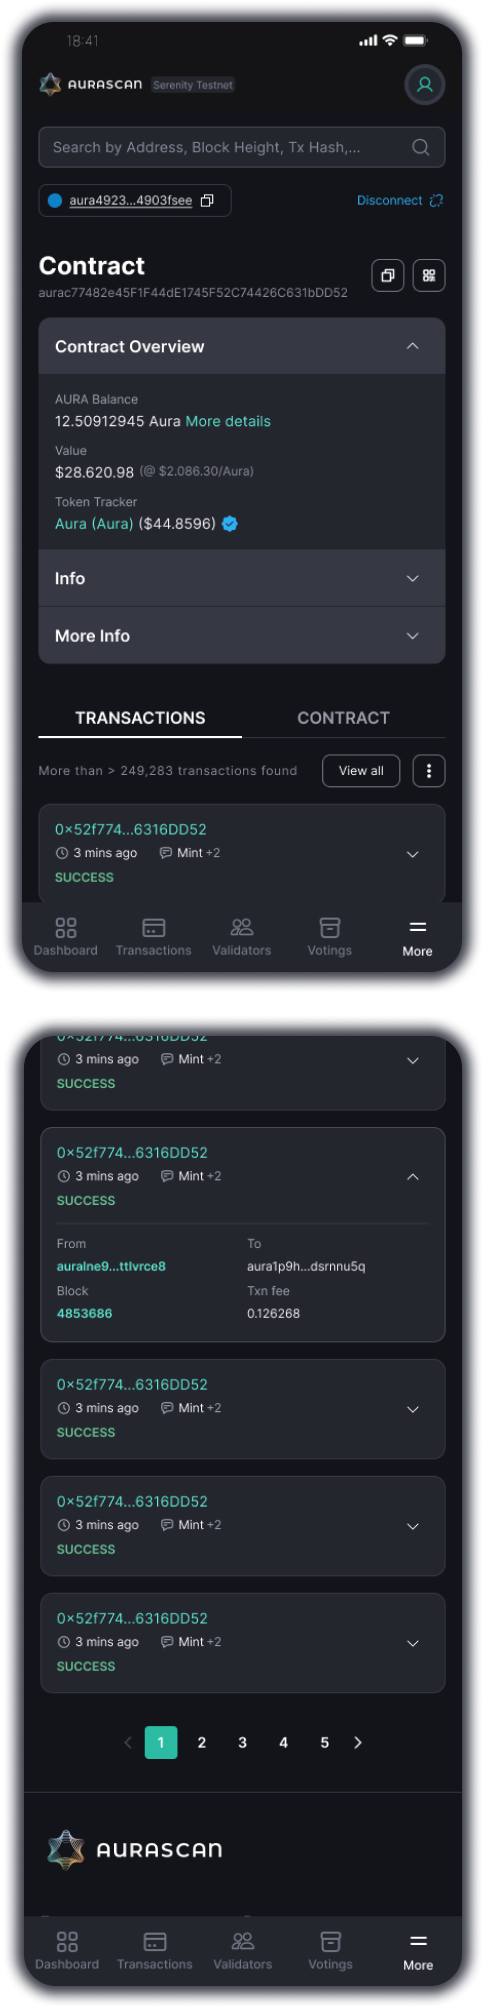 18:41
AURASCAN Serenity Testnet
Search by Address, Block Height, Tx Hash,...
aura4923...4903fsee
Disconnect
Contract
aurac77482e45F1F44dE1745F52C74426C631bDD52
Contract Overview
AURA Balance
12.50912945 Aura More details
Value
$28.620.98 (@ $2.086.30/Aura)
Token Tracker
Aura (Aura) ($44.8596)
Info
More Info
TRANSACTIONS CONTRACT
More than > 249,283 transactions found View all
0×52f774...6316DD52
3 mins ago Mint +2
SUCCESS
Dashboard Transactions Validators Votings More
0×52f774...6316DD52
3 mins ago Mint +2
SUCCESS
0×52f774...6316DD52
3 mins ago Mint +2
SUCCESS
From To
auralne9...ttlvrce8 aura1p9h...dsrnnu5q
Block Txn fee
4853686 0.126268
0×52f774...6316DD52
3 mins ago Mint +2
SUCCESS
0×52f774...6316DD52
3 mins ago Mint +2
SUCCESS
0×52f774...6316DD52
3 mins ago Mint +2
SUCCESS
1 2 3 4 5
AURASCAN
Dashboard Transactions Validators Votings More